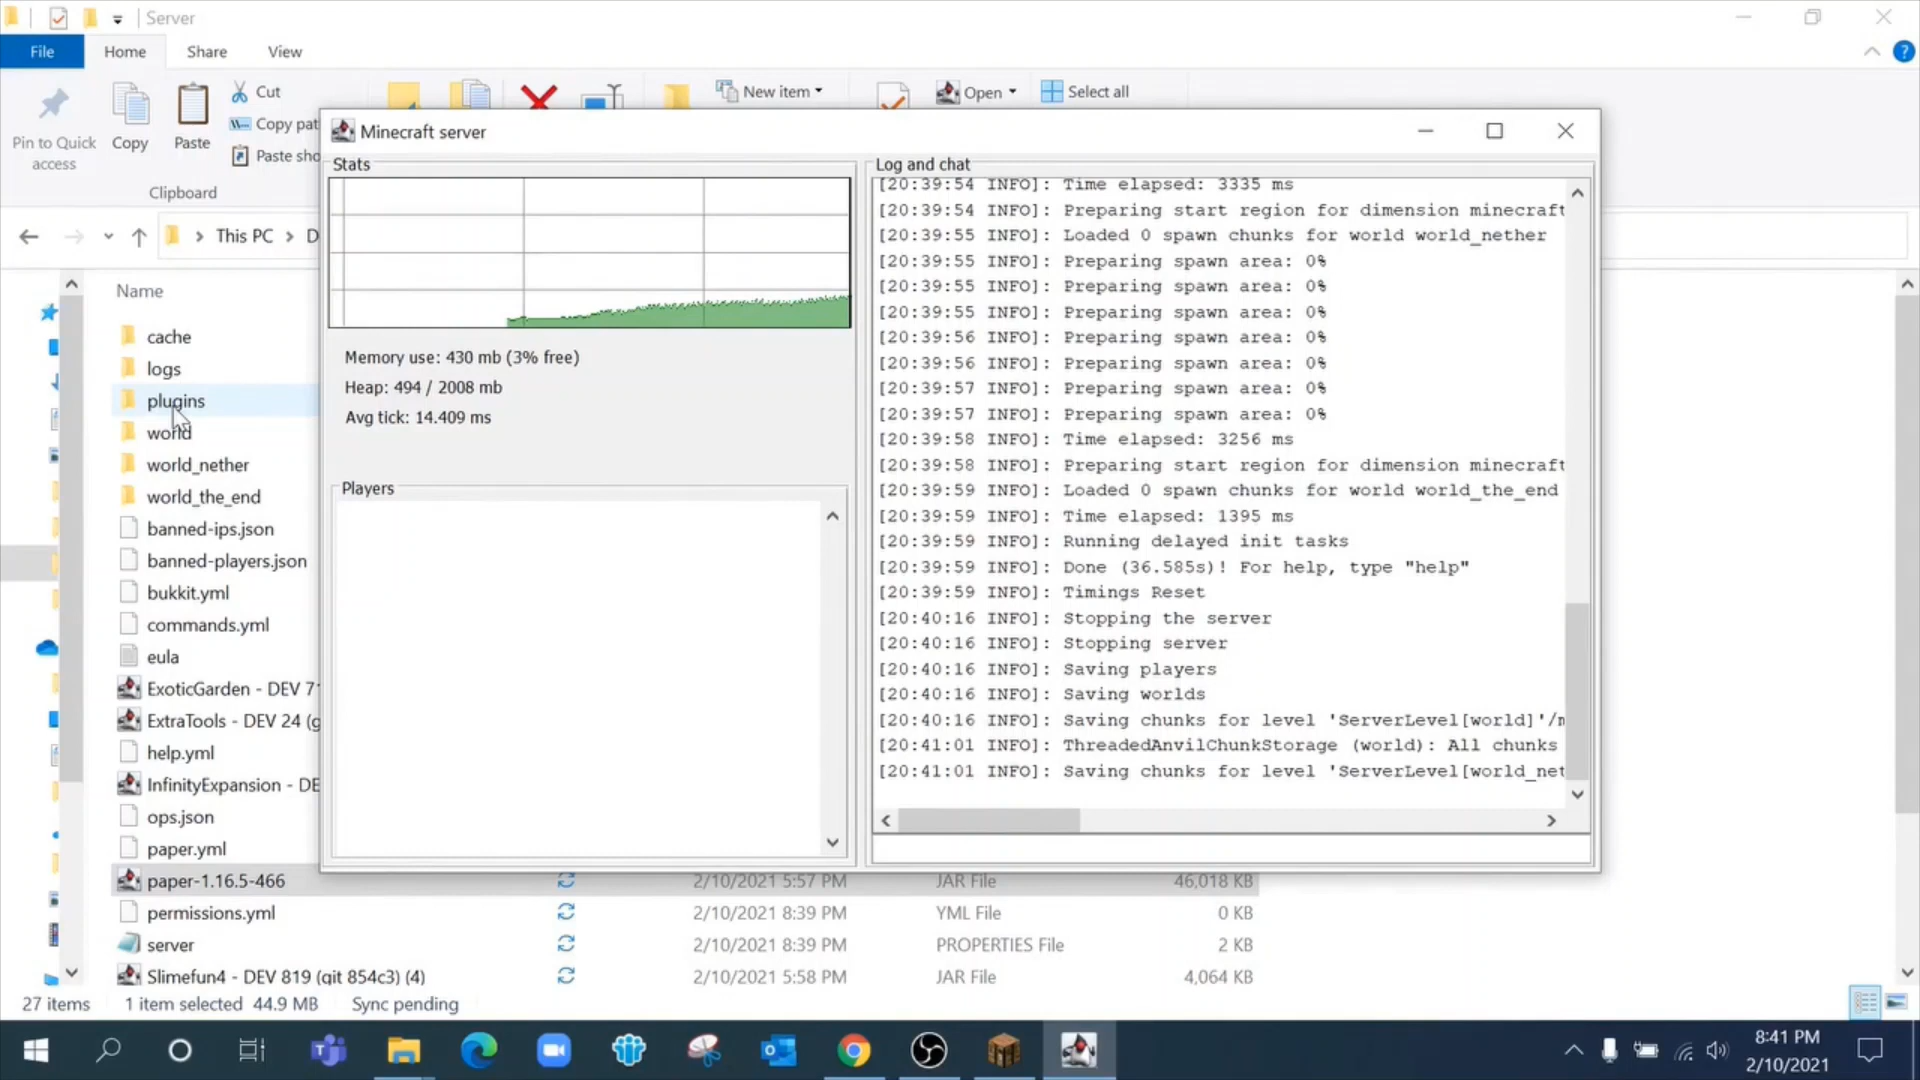 Server
File
Home
Share
View
Pin to Quick
access
Copy
Paste
Cut
Copy pat
Paste sho
Clipboard
New item
Open
Select all
This PC
D
Name
cache
logs
plugins
world
world_nether
world_the_end
banned-ips.json
banned-players.json
bukkit.yml
commands.yml
eula
ExoticGarden - DEV 7
ExtraTools - DEV 24 (g
help.yml
InfinityExpansion - DE
ops.json
paper.yml
paper-1.16.5-466 2/10/2021 5:57 PM JAR File 46,018 KB
permissions.yml 2/10/2021 8:39 PM YML File 0 KB
server 2/10/2021 8:39 PM PROPERTIES File 2 KB
Slimefun4 - DEV 819 (git 854c3) (4) 2/10/2021 5:58 PM JAR File 4,064 KB
27 items 1 item selected 44.9 MB Sync pending
Minecraft server
Stats
Memory use: 430 mb (3% free)
Heap: 494 / 2008 mb
Avg tick: 14.409 ms
Players
Log and chat
[20:39:54 INFO]: Time elapsed: 3335 ms
[20:39:54 INFO]: Preparing start region for dimension minecraft
[20:39:55 INFO]: Loaded 0 spawn chunks for world world_nether
[20:39:55 INFO]: Preparing spawn area: 0%
[20:39:55 INFO]: Preparing spawn area: 0%
[20:39:55 INFO]: Preparing spawn area: 0%
[20:39:56 INFO]: Preparing spawn area: 0%
[20:39:56 INFO]: Preparing spawn area: 0%
[20:39:57 INFO]: Preparing spawn area: 0%
[20:39:57 INFO]: Preparing spawn area: 0%
[20:39:58 INFO]: Time elapsed: 3256 ms
[20:39:58 INFO]: Preparing start region for dimension minecraft
[20:39:59 INFO]: Loaded 0 spawn chunks for world world_the_end
[20:39:59 INFO]: Time elapsed: 1395 ms
[20:39:59 INFO]: Running delayed init tasks
[20:39:59 INFO]: Done (36.585s)! For help, type "help"
[20:39:59 INFO]: Timings Reset
[20:40:16 INFO]: Stopping the server
[20:40:16 INFO]: Stopping server
[20:40:16 INFO]: Saving players
[20:40:16 INFO]: Saving worlds
[20:40:16 INFO]: Saving chunks for level 'ServerLevel[world]'/m
[20:41:01 INFO]: ThreadedAnvilChunkStorage (world): All chunks
[20:41:01 INFO]: Saving chunks for level 'ServerLevel[world_net
8:41 PM
2/10/2021